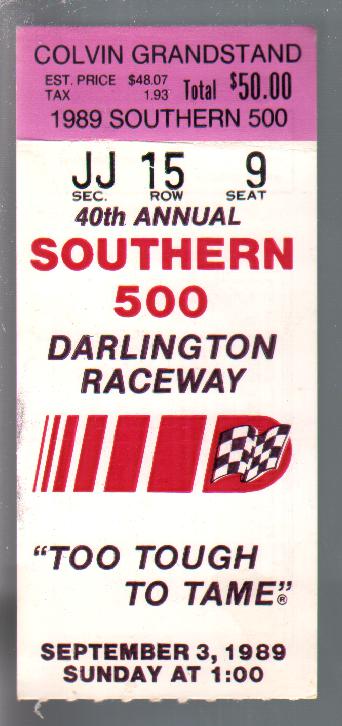 COLVIN GRANDSTAND
EST. PRICE $48.07
TAX 1.93 Total $50.00
1989 SOUTHERN 500
JJ 15 9
SEC. ROW SEAT
40th ANNUAL
SOUTHERN
500
DARLINGTON
RACEWAY
"TOO TOUGH
TO TAME"®
SEPTEMBER 3, 1989
SUNDAY AT 1:00